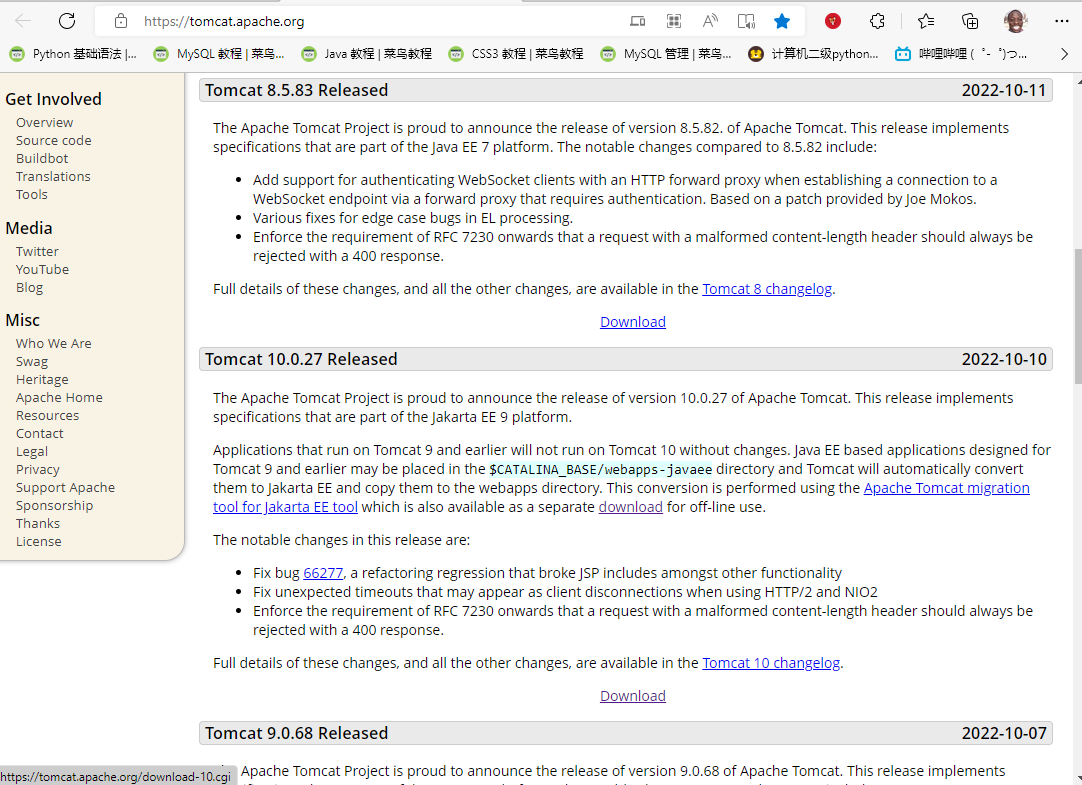 https://tomcat.apache.org
Python 基础语法 |...
MySQL 教程 | 菜鸟...
Java 教程 | 菜鸟教程
CSS3 教程 | 菜鸟教程
MySQL 管理 | 菜鸟...
计算机二级python...
哔哩哔哩 ( ゜- ゜)つ...
Get Involved
Overview
Source code
Buildbot
Translations
Tools
Media
Twitter
YouTube
Blog
Misc
Who We Are
Swag
Heritage
Apache Home
Resources
Contact
Legal
Privacy
Support Apache
Sponsorship
Thanks
License
Tomcat 8.5.83 Released 2022-10-11
The Apache Tomcat Project is proud to announce the release of version 8.5.82. of Apache Tomcat. This release implements
specifications that are part of the Java EE 7 platform. The notable changes compared to 8.5.82 include:
• Add support for authenticating WebSocket clients with an HTTP forward proxy when establishing a connection to a
WebSocket endpoint via a forward proxy that requires authentication. Based on a patch provided by Joe Mokos.
• Various fixes for edge case bugs in EL processing.
• Enforce the requirement of RFC 7230 onwards that a request with a malformed content-length header should always be
rejected with a 400 response.
Full details of these changes, and all the other changes, are available in the Tomcat 8 changelog.
Download
Tomcat 10.0.27 Released 2022-10-10
The Apache Tomcat Project is proud to announce the release of version 10.0.27 of Apache Tomcat. This release implements
specifications that are part of the Jakarta EE 9 platform.
Applications that run on Tomcat 9 and earlier will not run on Tomcat 10 without changes. Java EE based applications designed for
Tomcat 9 and earlier may be placed in the $CATALINA_BASE/webapps-javaee directory and Tomcat will automatically convert
them to Jakarta EE and copy them to the webapps directory. This conversion is performed using the Apache Tomcat migration
tool for Jakarta EE tool which is also available as a separate download for off-line use.
The notable changes in this release are:
• Fix bug 66277, a refactoring regression that broke JSP includes amongst other functionality
• Fix unexpected timeouts that may appear as client disconnections when using HTTP/2 and NIO2
• Enforce the requirement of RFC 7230 onwards that a request with a malformed content-length header should always be
rejected with a 400 response.
Full details of these changes, and all the other changes, are available in the Tomcat 10 changelog.
Download
Tomcat 9.0.68 Released 2022-10-07
Apache Tomcat Project is proud to announce the release of version 9.0.68 of Apache Tomcat. This release implements
https://tomcat.apache.org/download-10.cgi